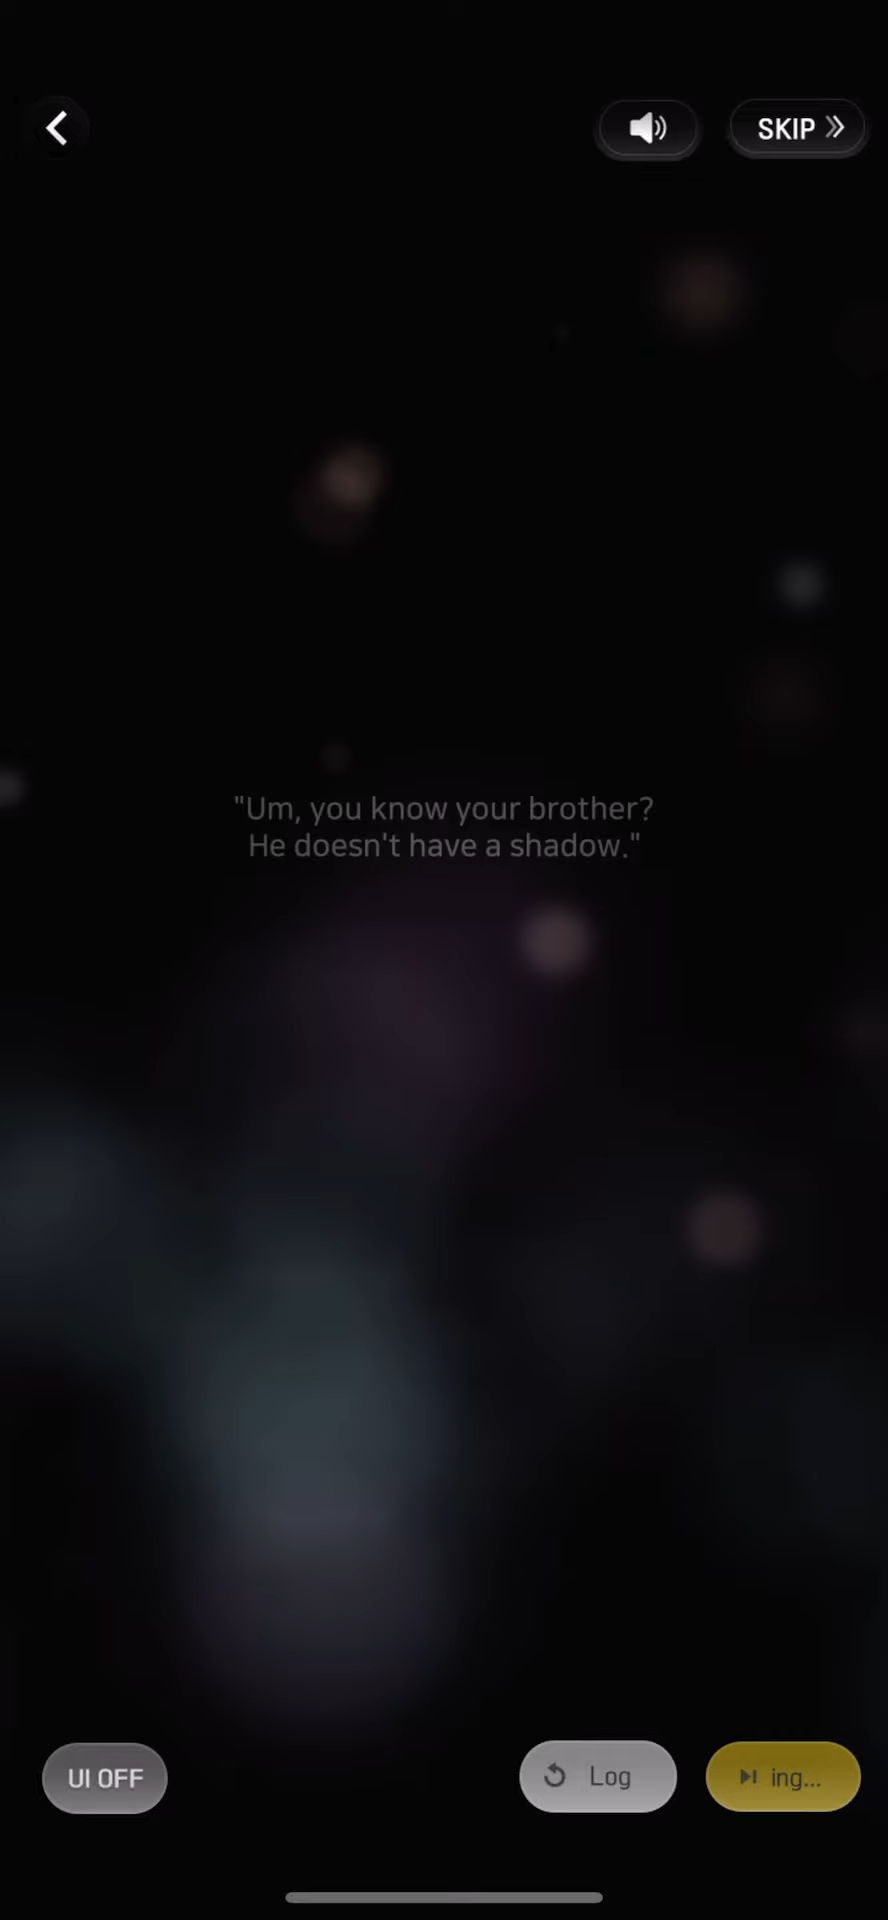 SKIP
"Um, you know your brother?
He doesn't have a shadow."
UI OFF
Log
ing...